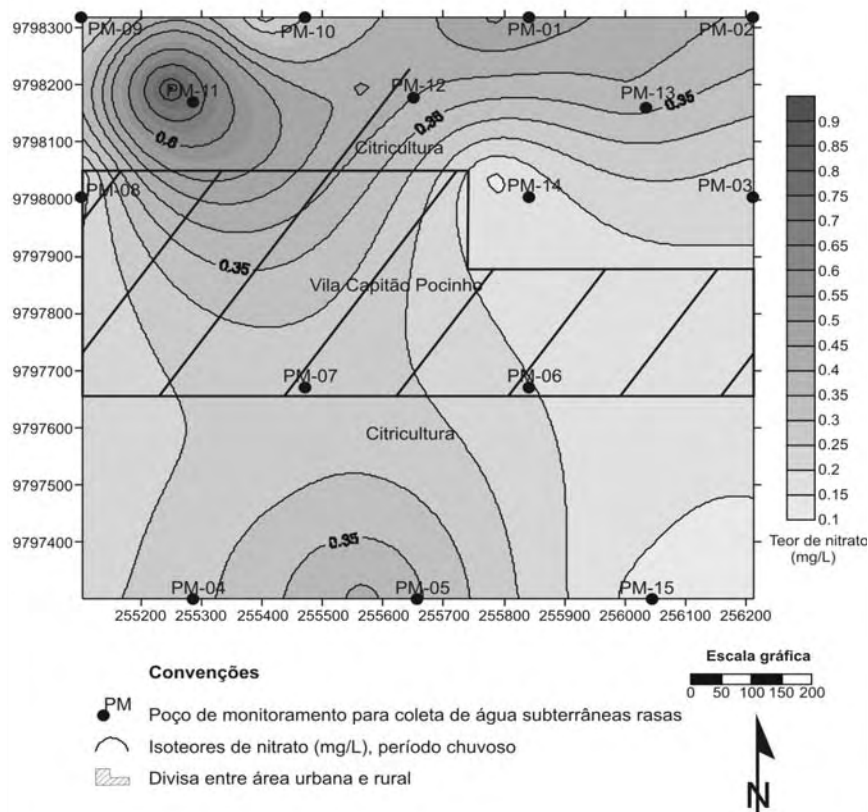 9798300
PM-09
PM-10
PM-01
PM-02
9798200
PM-11
PM-12
PM-13
0.35
0.35
9798100
0.6
Citricultura
9798000
PM-08
PM-14
PM-03
9797900
0.35
Vila Capitão Pocinho
9797800
9797700
PM-07
PM-06
9797600
Citricultura
9797500
9797400
0.35
PM-04
PM-05
PM-15
255200 255300 255400 255500 255600 255700 255800 255900 256000 256100 256200
0.9
0.85
0.8
0.75
0.7
0.65
0.6
0.55
0.5
0.45
0.4
0.35
0.3
0.25
0.2
0.15
0.1
Teor de nitrato
(mg/L)
Convenções
PM
Poço de monitoramento para coleta de água subterrâneas rasas
Isoteores de nitrato (mg/L), período chuvoso
Divisa entre área urbana e rural
Escala gráfica
0 50 100 150 200
N